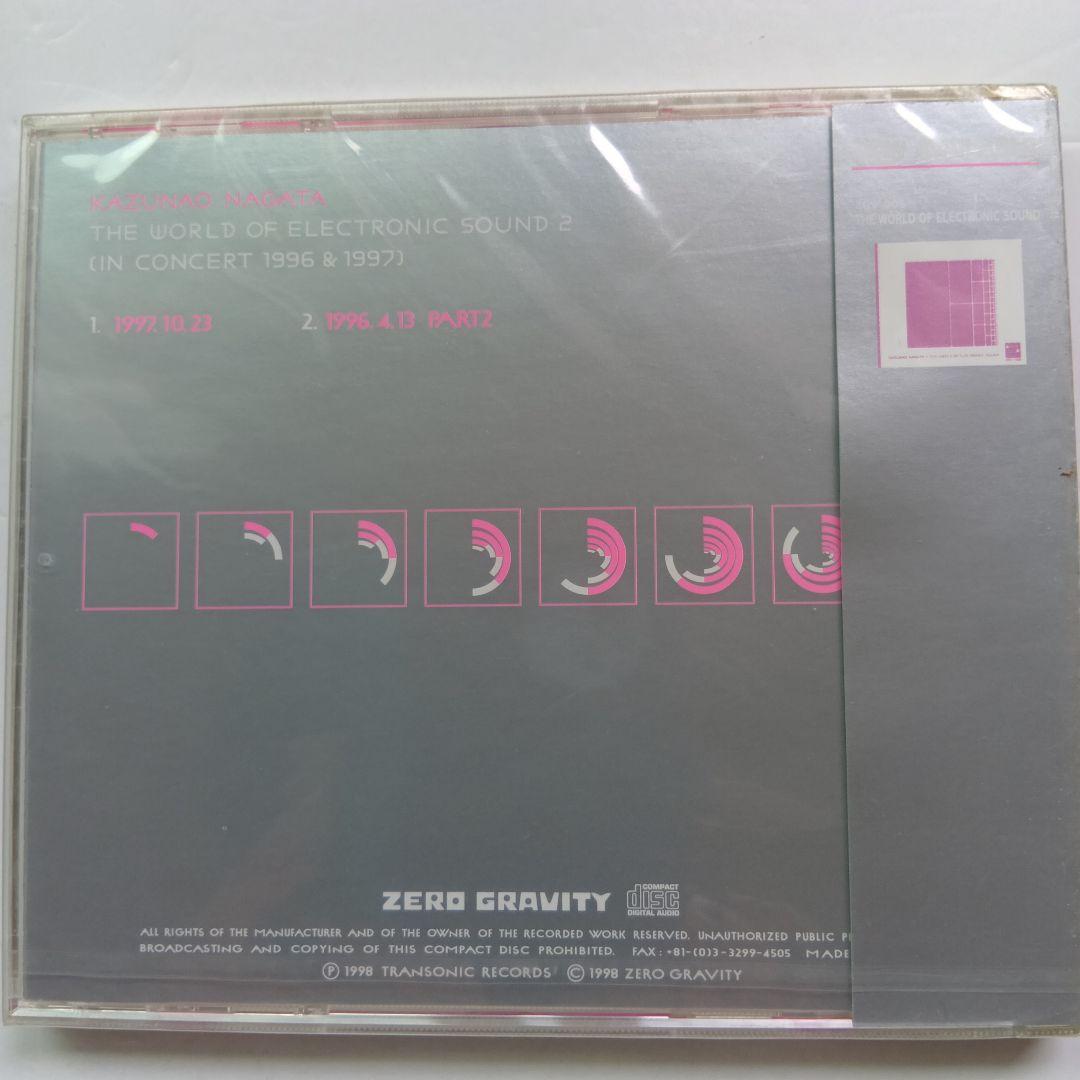 KAZUNAO NAGATA
THE WORLD OF ELECTRONIC SOUND 2
(IN CONCERT 1996 & 1997)
1. 1997.10.23
2. 1996.4.13 PART2
THE WORLD OF ELECTRONIC SOUND
ZERO GRAVITY
COMPACT
disc
DIGITAL AUDIO
ALL RIGHTS OF THE MANUFACTURER AND OF THE OWNER OF THE RECORDED WORK RESERVED. UNAUTHORIZED PUBLIC
BROADCASTING AND COPYING OF THIS COMPACT DISC PROHIBITED. FAX : +81-(0)3-3299-4505 MADE
Ⓟ 1998 TRANSONIC RECORDS © 1998 ZERO GRAVITY